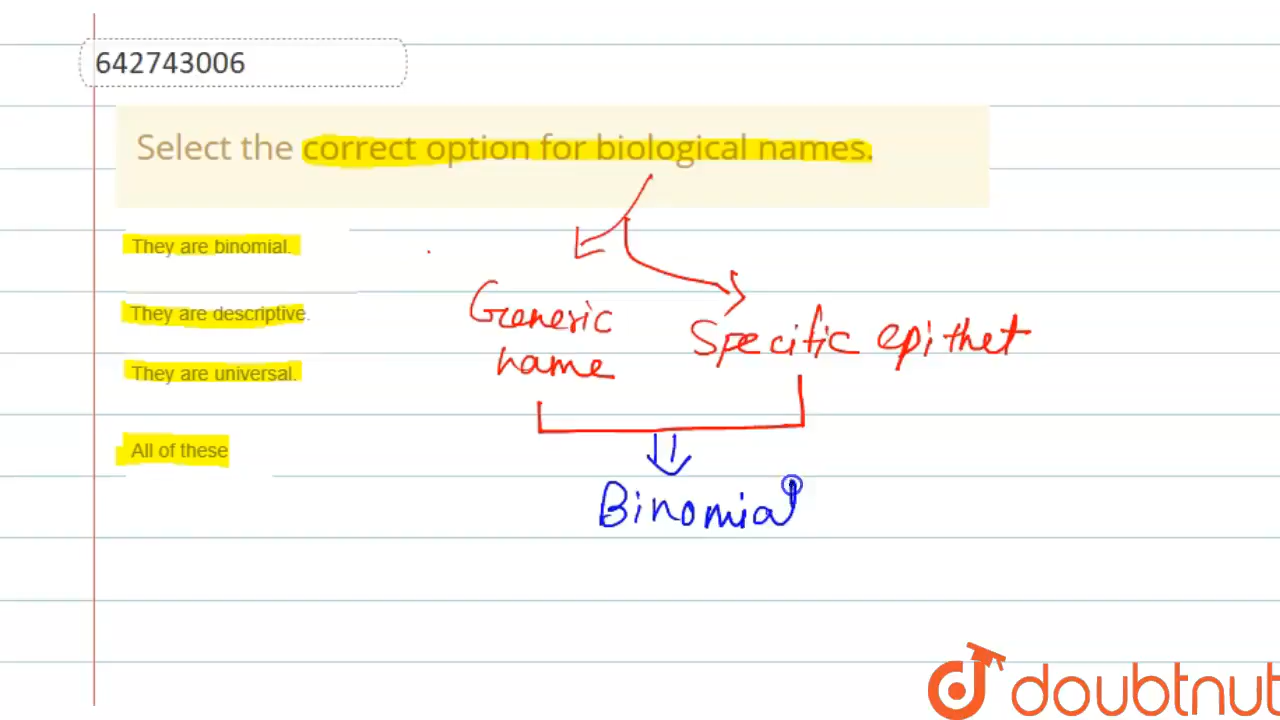 642743006
Select the correct option for biological names.
They are binomial.
They are descriptive.
They are universal.
All of these
Generic
name
Specific epithet
Binomial
doubtnut